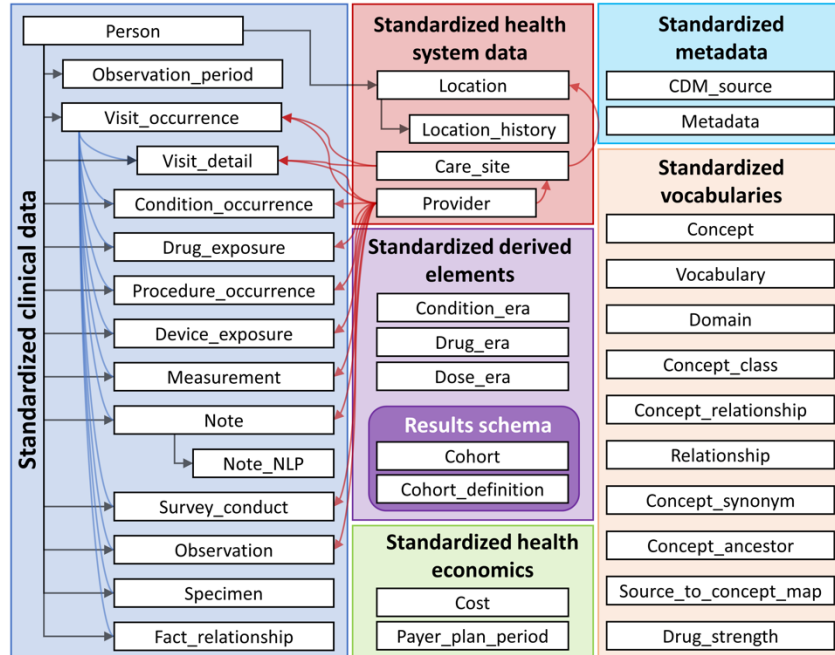 Standardized clinical data
Person
Observation_period
Visit_occurrence
Visit_detail
Condition_occurrence
Drug_exposure
Procedure_occurrence
Device_exposure
Measurement
Note
Note_NLP
Survey_conduct
Observation
Specimen
Fact_relationship
Standardized health
system data
Location
Location_history
Care_site
Provider
Standardized derived
elements
Condition_era
Drug_era
Dose_era
Results schema
Cohort
Cohort_definition
Standardized health
economics
Cost
Payer_plan_period
Standardized
metadata
CDM_source
Metadata
Standardized
vocabularies
Concept
Vocabulary
Domain
Concept_class
Concept_relationship
Relationship
Concept_synonym
Concept_ancestor
Source_to_concept_map
Drug_strength